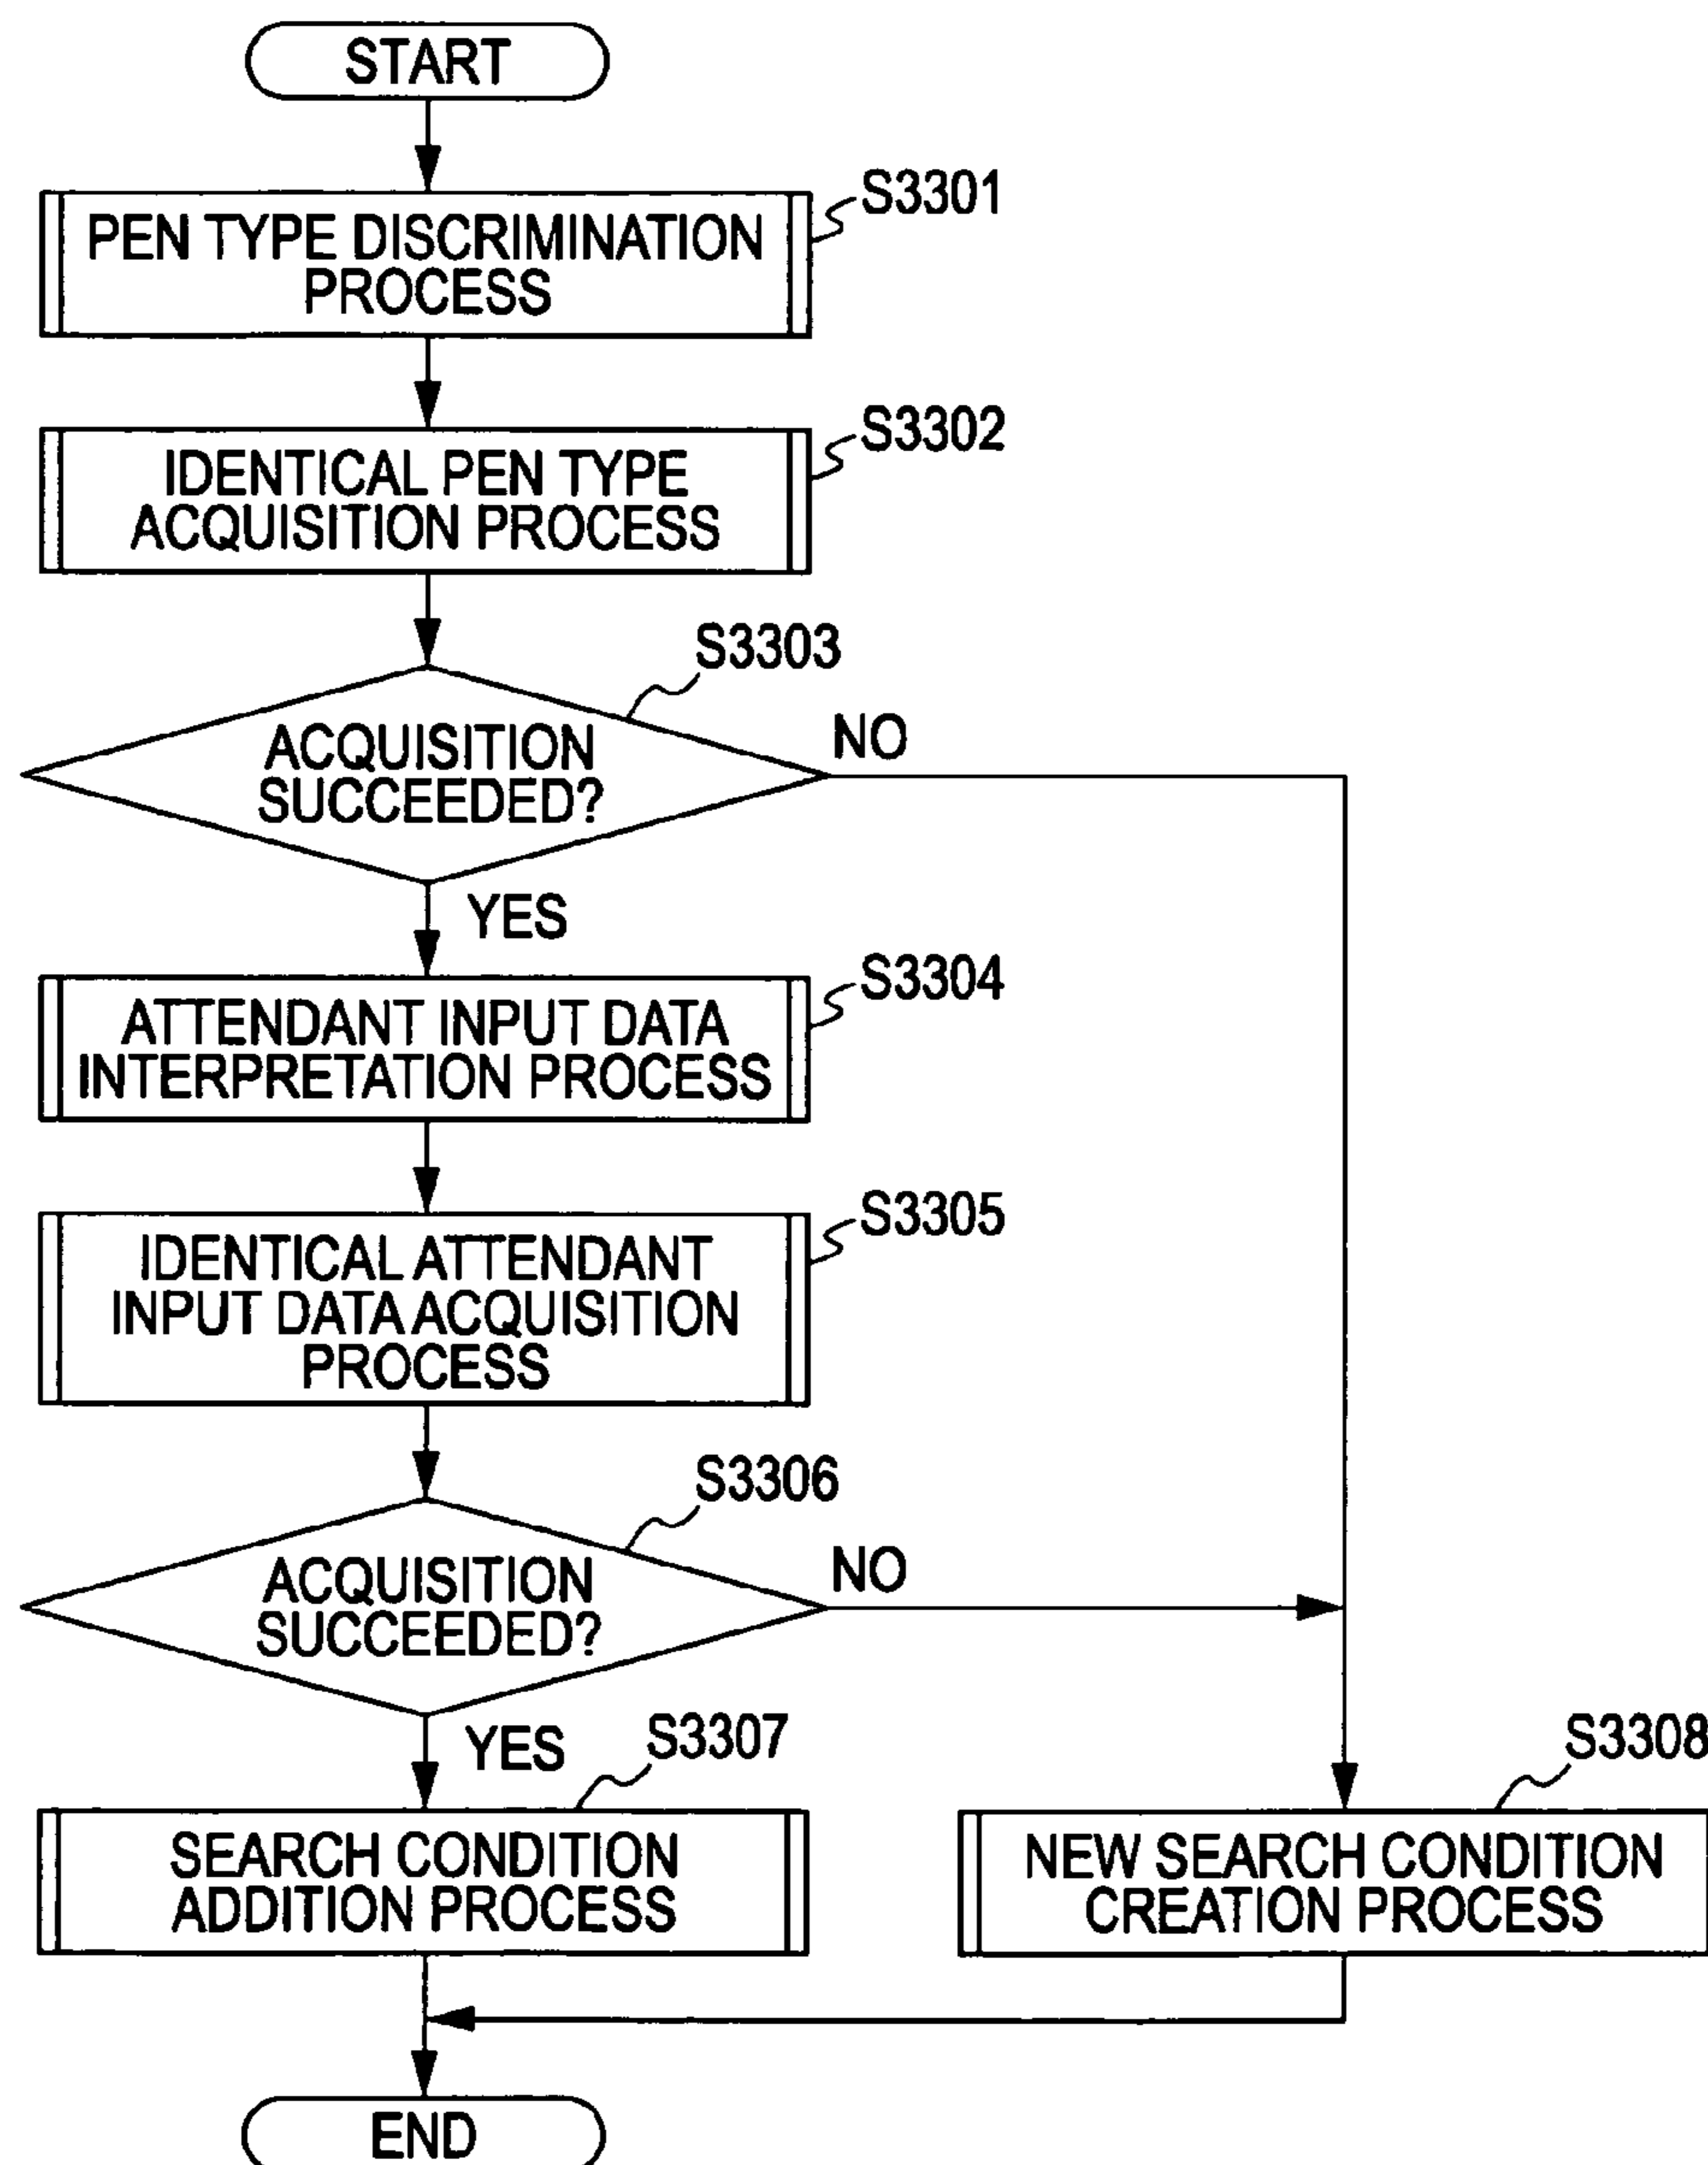 START
S3301
PEN TYPE DISCRIMINATION
PROCESS
S3302
IDENTICAL PEN TYPE
ACQUISITION PROCESS
S3303
ACQUISITION
SUCCEEDED?
NO
YES
S3304
ATTENDANT INPUT DATA
INTERPRETATION PROCESS
S3305
IDENTICAL ATTENDANT
INPUT DATA ACQUISITION
PROCESS
S3306
ACQUISITION
SUCCEEDED?
NO
YES
S3307
SEARCH CONDITION
ADDITION PROCESS
S3308
NEW SEARCH CONDITION
CREATION PROCESS
END